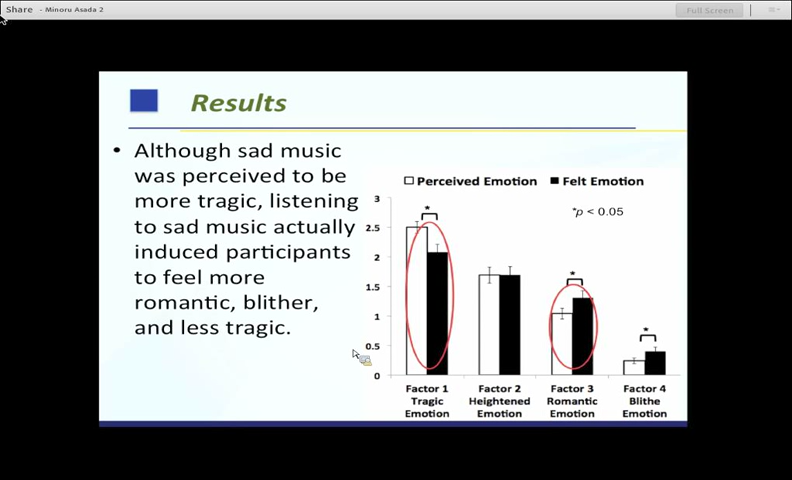 Share - Minoru Asada 2
Full Screen
Results
• Although sad music
was perceived to be
more tragic, listening
to sad music actually
induced participants
to feel more
romantic, blither,
and less tragic.
Perceived Emotion Felt Emotion
*p < 0.05
3
2.5
2
1.5
1
0.5
0
*
*
*
Factor 1
Tragic
Emotion
Factor 2
Heightened
Emotion
Factor 3
Romantic
Emotion
Factor 4
Blithe
Emotion